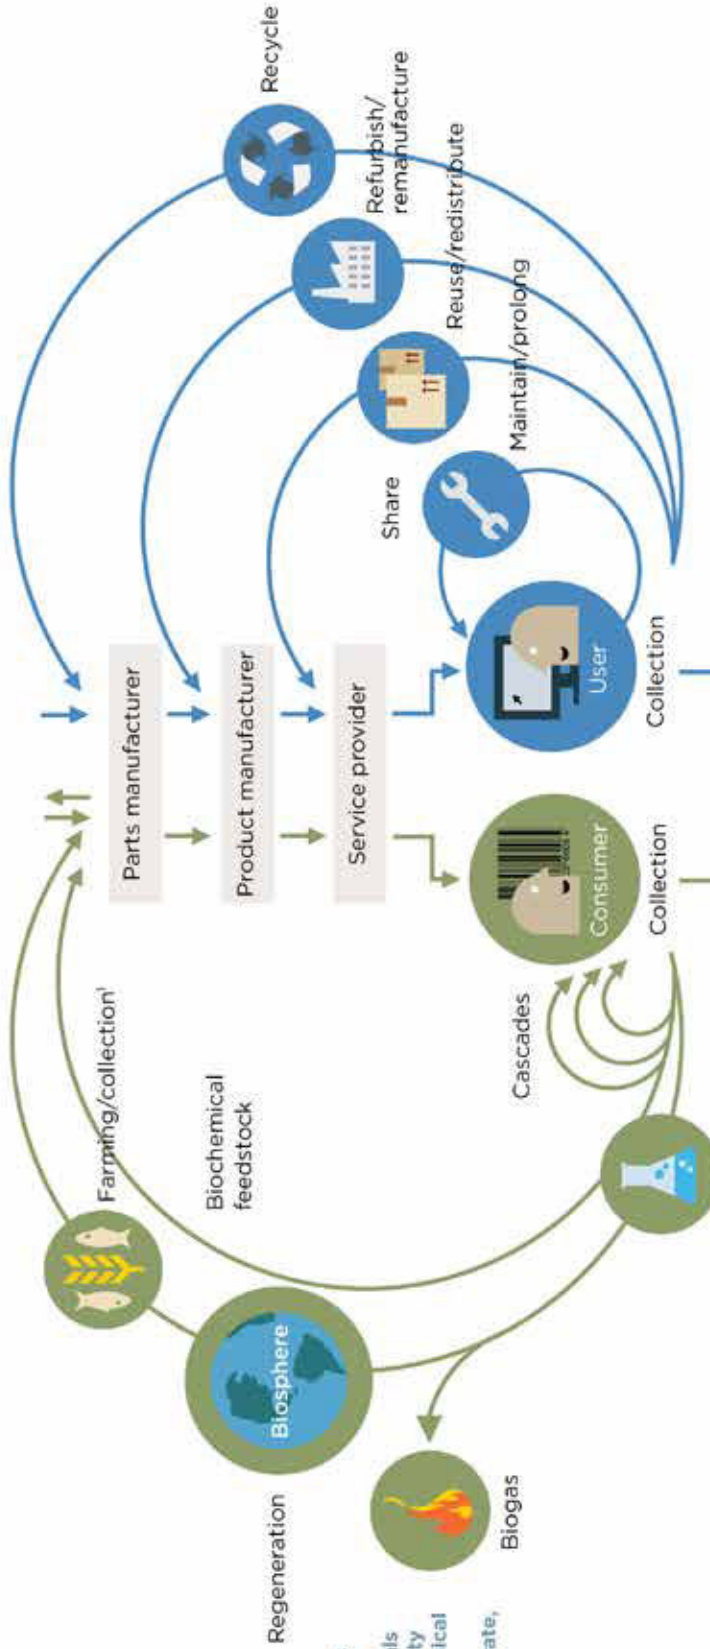 Regeneration
Biosphere
Farming/collection¹
Biochemical
feedstock
Biogas
Cascades
Parts manufacturer
Product manufacturer
Service provider
Consumer
Collection
User
Collection
Share
Maintain/prolong
Reuse/redistribute
Refurbish/
remanufacture
Recycle